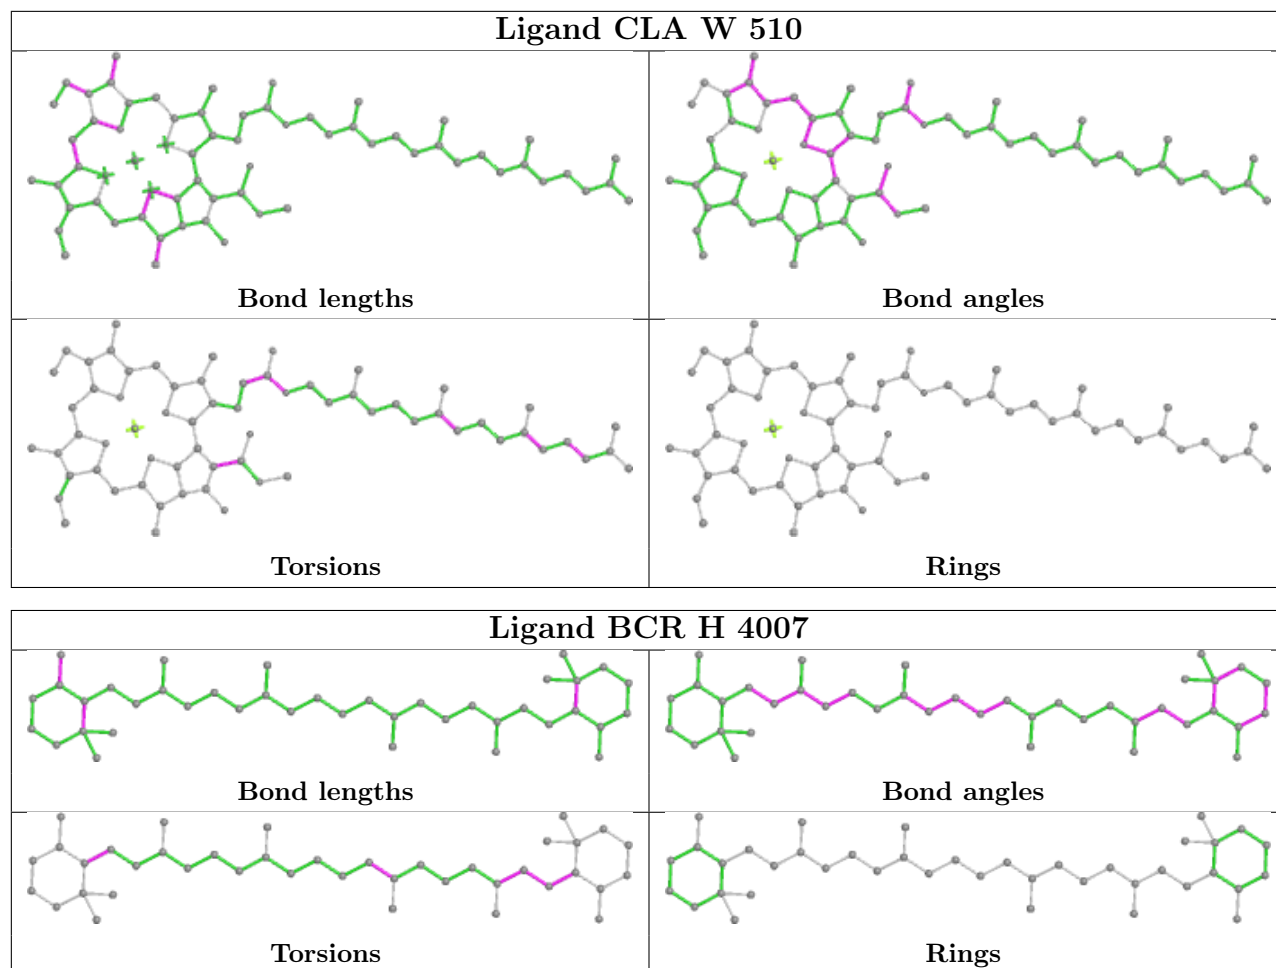 Ligand CLA W 510
Bond lengths
Bond angles
Torsions
Rings
Ligand BCR H 4007
Bond lengths
Bond angles
Torsions
Rings